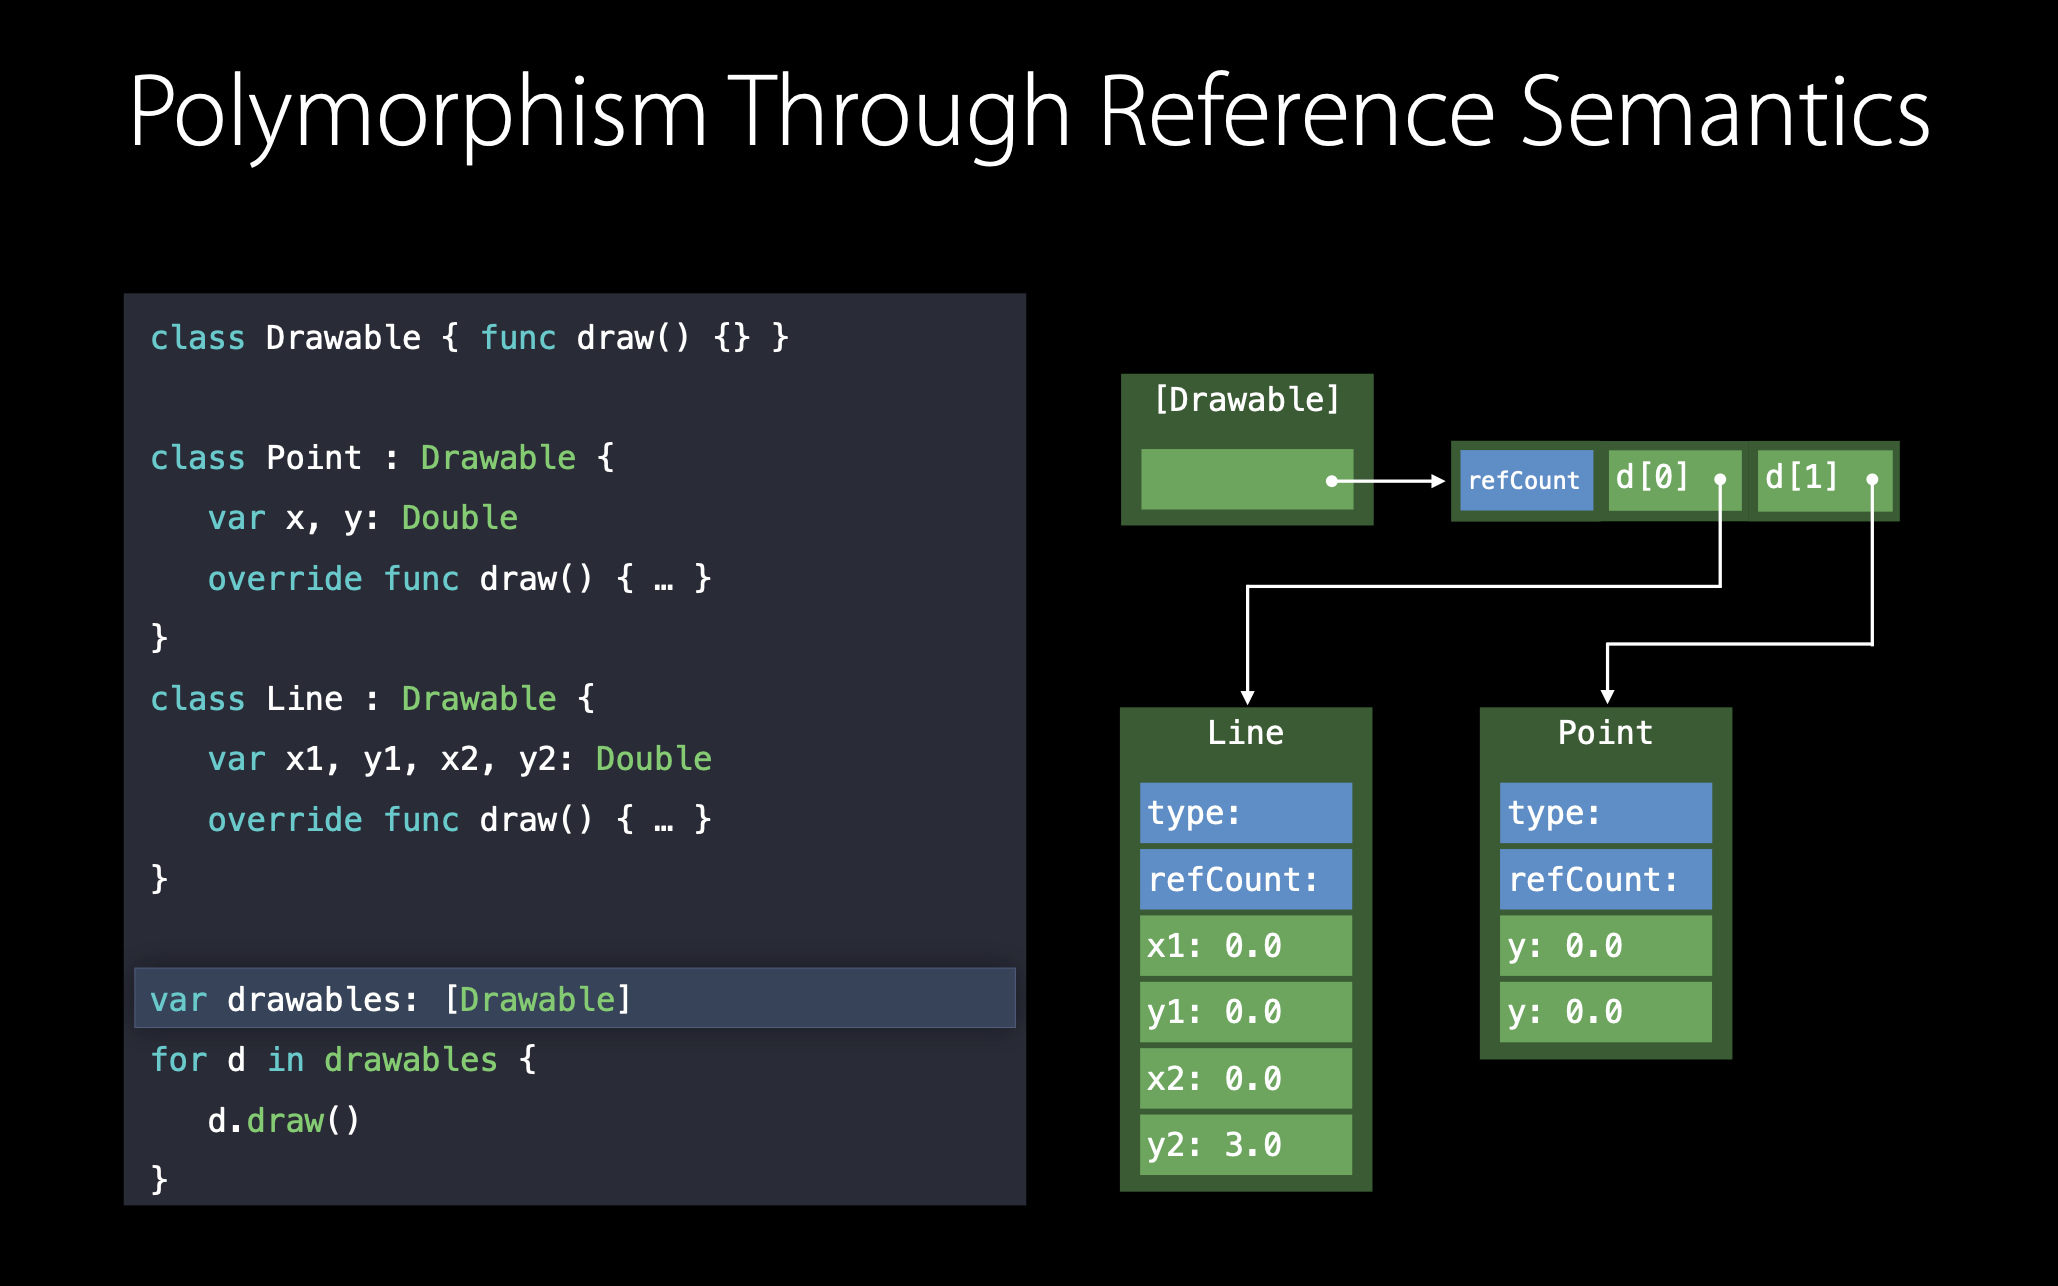 Polymorphism Through Reference Semantics
class Drawable { func draw() {} }
class Point : Drawable {
var x, y: Double
override func draw() { … }
}
class Line : Drawable {
var x1, y1, x2, y2: Double
override func draw() { … }
}
var drawables: [Drawable]
for d in drawables {
d.draw()
}
[Drawable]
refCount d[0] d[1]
Line
type:
refCount:
x1: 0.0
y1: 0.0
x2: 0.0
y2: 3.0
Point
type:
refCount:
y: 0.0
y: 0.0